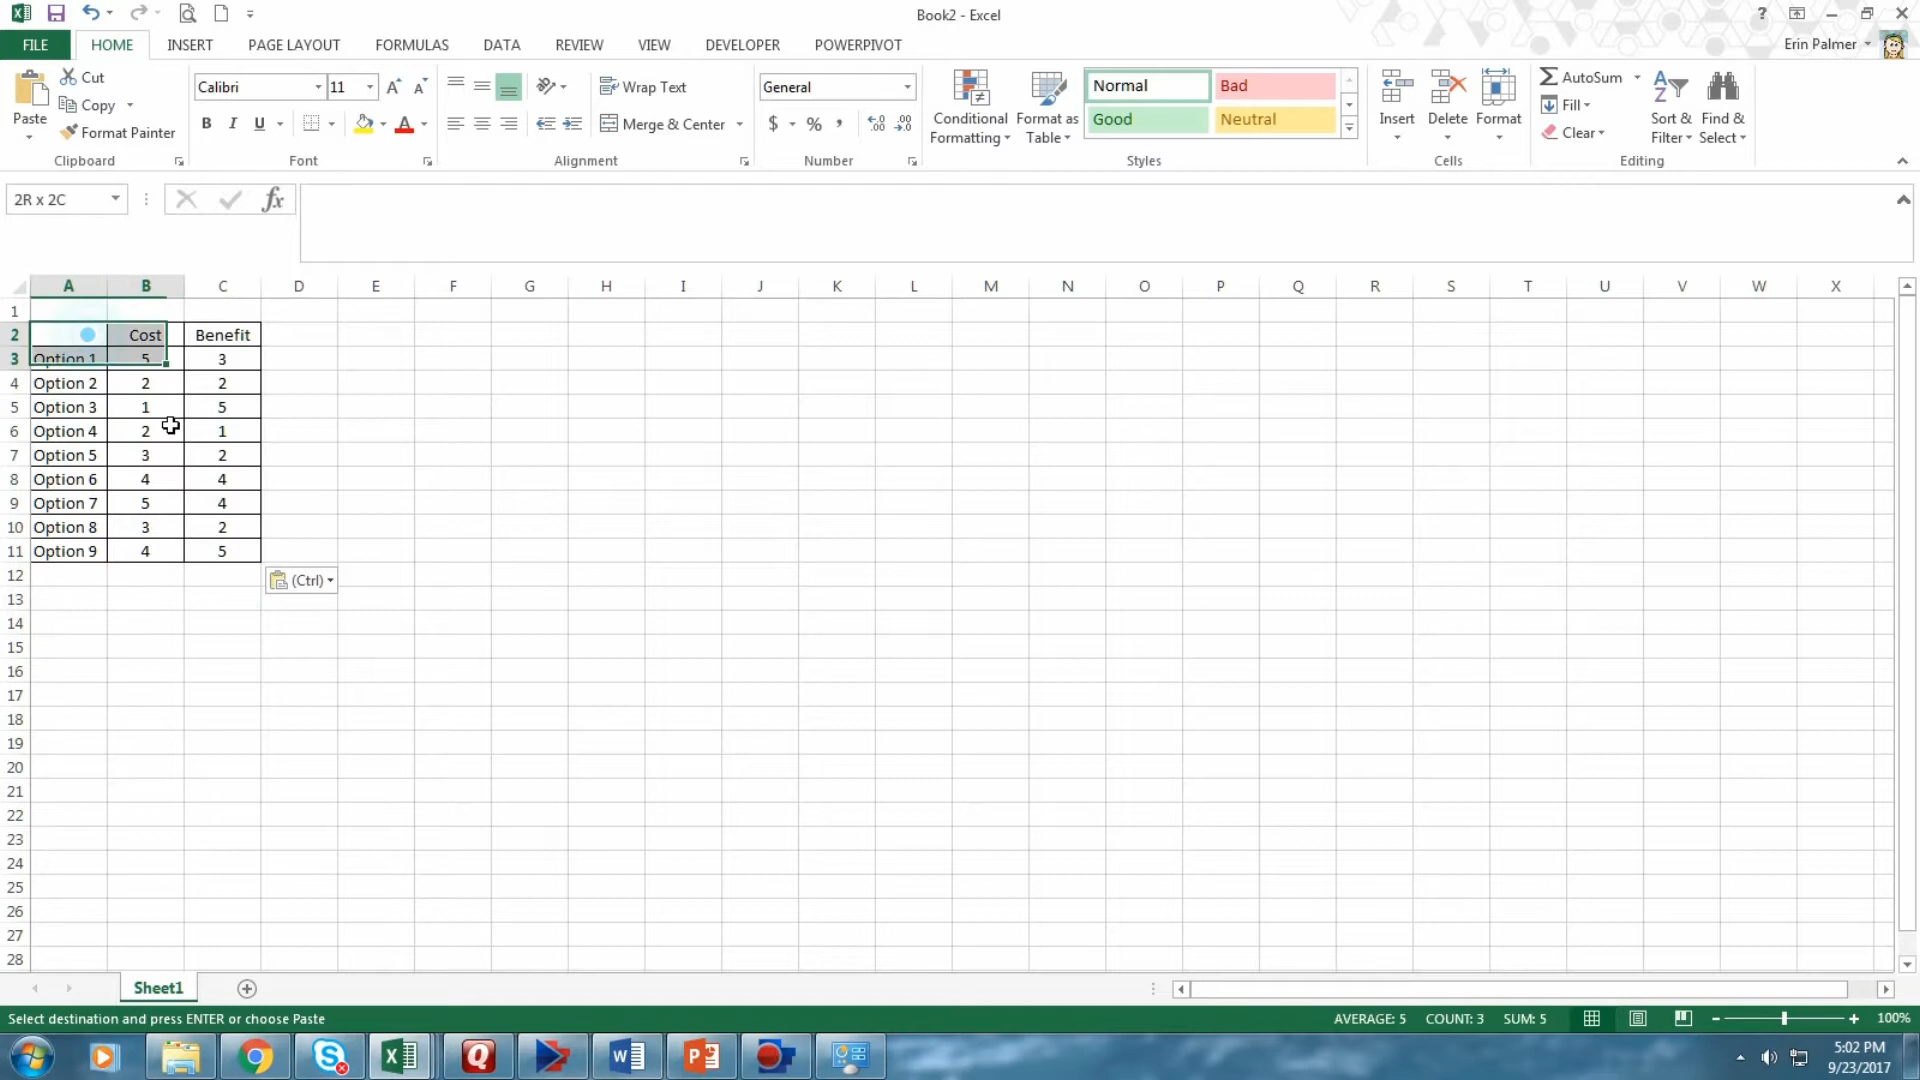 Book2 - Excel
?
FILE HOME INSERT PAGE LAYOUT FORMULAS DATA REVIEW VIEW DEVELOPER POWERPIVOT Erin Palmer
Paste Cut Copy Format Painter
Clipboard
Calibri 11
B I U A
Font
Wrap Text
Merge & Center
Alignment
General
$ % ,
Number
Conditional Formatting
Format as Table
Normal Bad
Good Neutral
Styles
Insert Delete Format
Cells
AutoSum
Fill
Clear
Sort & Filter
Find & Select
Editing
2R x 2C fx
A B C D E F G H I J K L M N O P Q R S T U V W X
1
2 Cost Benefit
3 Option 1 5 3
4 Option 2 2 2
5 Option 3 1 5
6 Option 4 2 1
7 Option 5 3 2
8 Option 6 4 4
9 Option 7 5 4
10 Option 8 3 2
11 Option 9 4 5
12 (Ctrl)
13
14
15
16
17
18
19
20
21
22
23
24
25
26
27
28
Sheet1
Select destination and press ENTER or choose Paste AVERAGE: 5 COUNT: 3 SUM: 5 100%
5:02 PM
9/23/2017